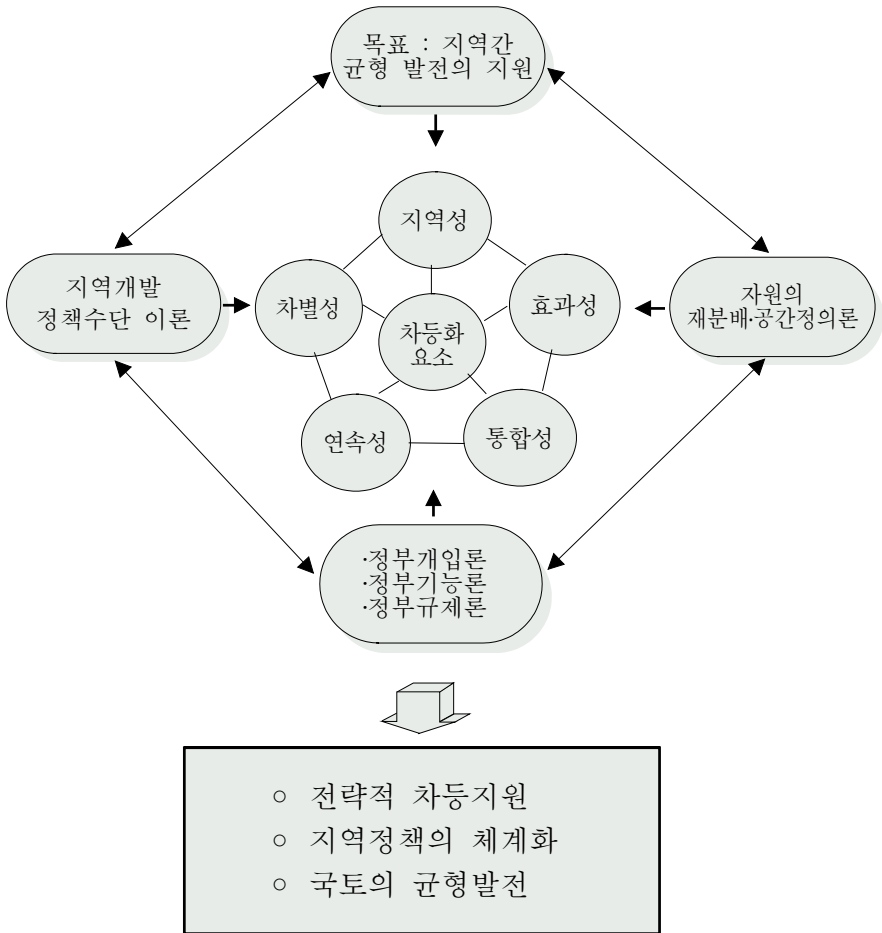 목표 : 지역간
균형 발전의 지원
지역성
지역개발
정책수단 이론
차별성
효과성
자원의
재분배·공간정의론
차등화
요소
연속성
통합성
·정부개입론
·정부기능론
·정부규제론
○ 전략적 차등지원
○ 지역정책의 체계화
○ 국토의 균형발전